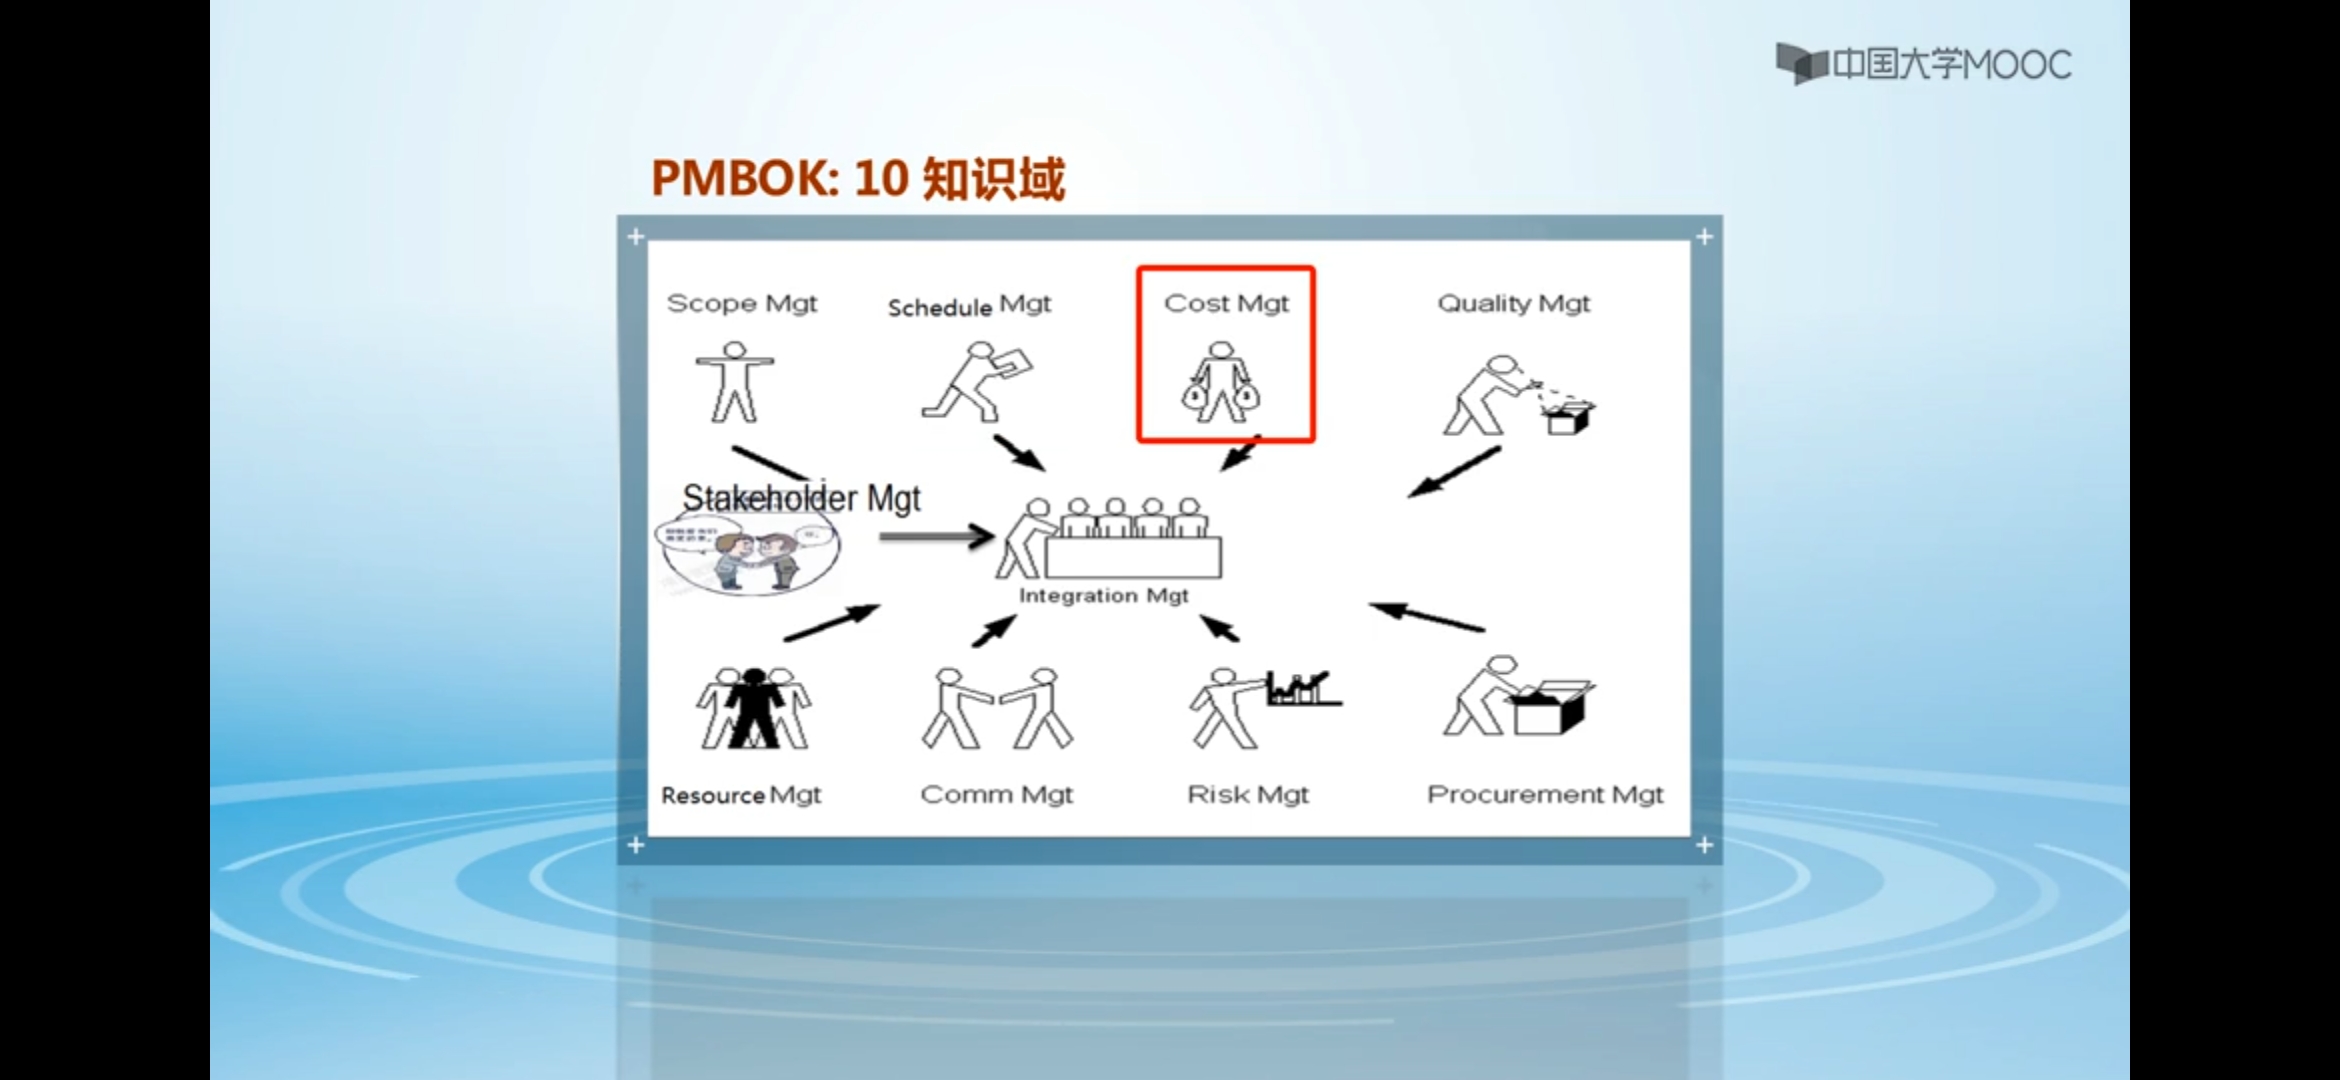 中国大学MOOC
PMBOK: 10 知识域
Scope Mgt
Schedule Mgt
Cost Mgt
Quality Mgt
$ $
Stakeholder Mgt
Integration Mgt
Resource Mgt
Comm Mgt
Risk Mgt
Procurement Mgt